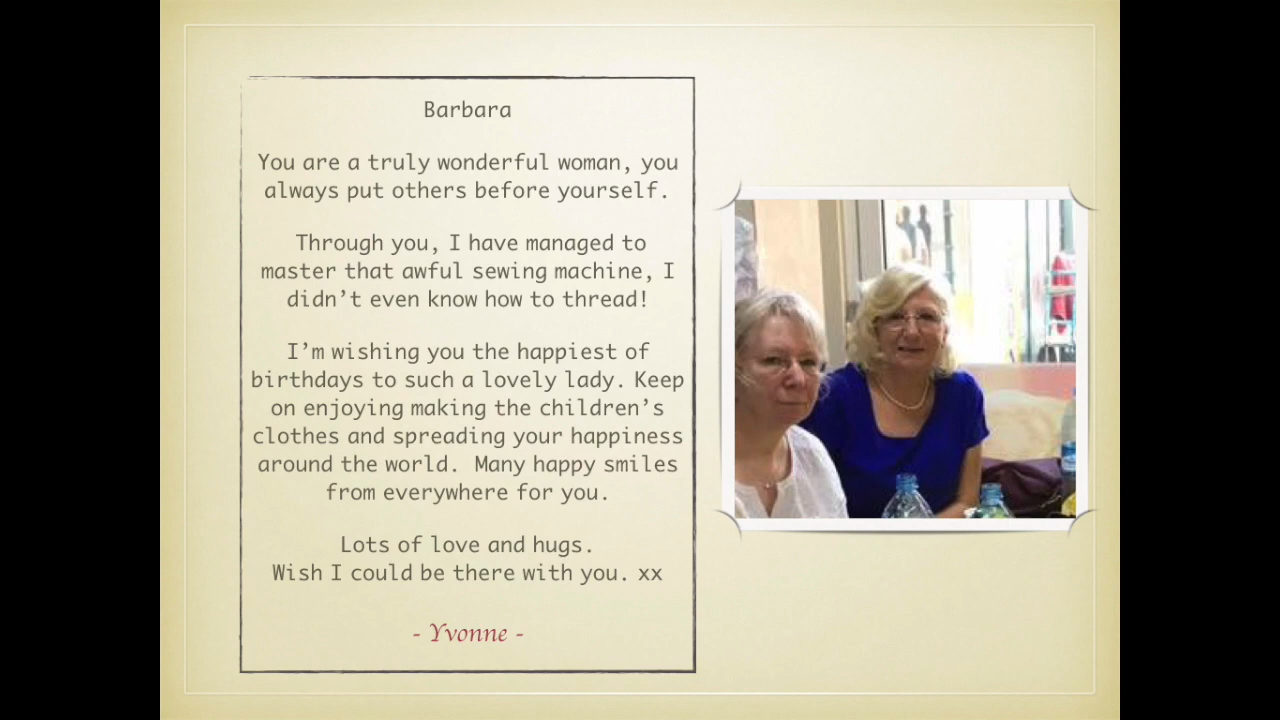 Barbara
You are a truly wonderful woman, you
always put others before yourself.
Through you, I have managed to
master that awful sewing machine, I
didn’t even know how to thread!
I’m wishing you the happiest of
birthdays to such a lovely lady. Keep
on enjoying making the children’s
clothes and spreading your happiness
around the world. Many happy smiles
from everywhere for you.
Lots of love and hugs.
Wish I could be there with you. xx
- Yvonne -